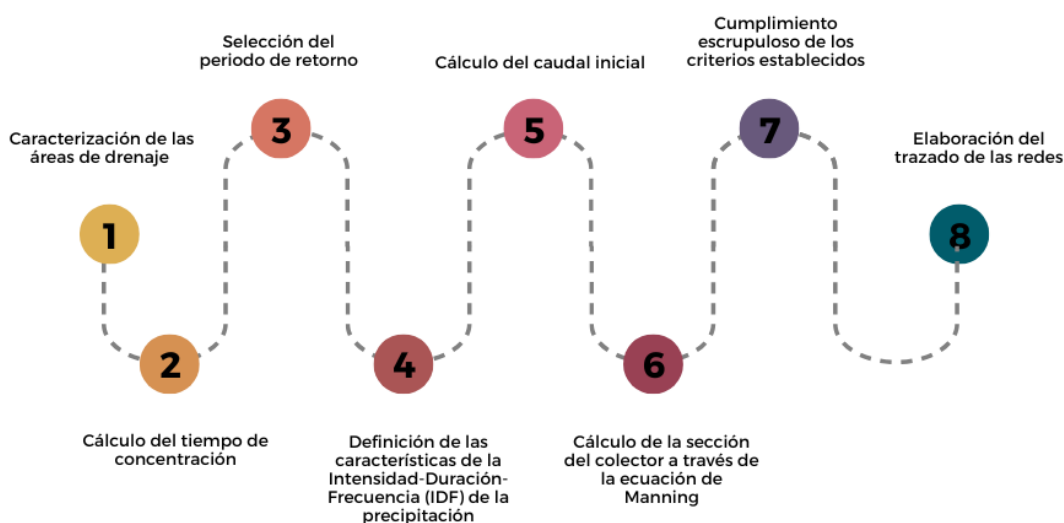 Caracterización de las
áreas de drenaje
1
2
Cálculo del tiempo de
concentración
Selección del
periodo de retorno
3
4
Definición de las
características de la
Intensidad-Duración-
Frecuencia (IDF) de la
precipitación
Cálculo del caudal inicial
5
6
Cálculo de la sección
del colector a través de
la ecuación de
Manning
Cumplimiento
escrupuloso de los
criterios establecidos
7
Elaboración del
trazado de las redes
8